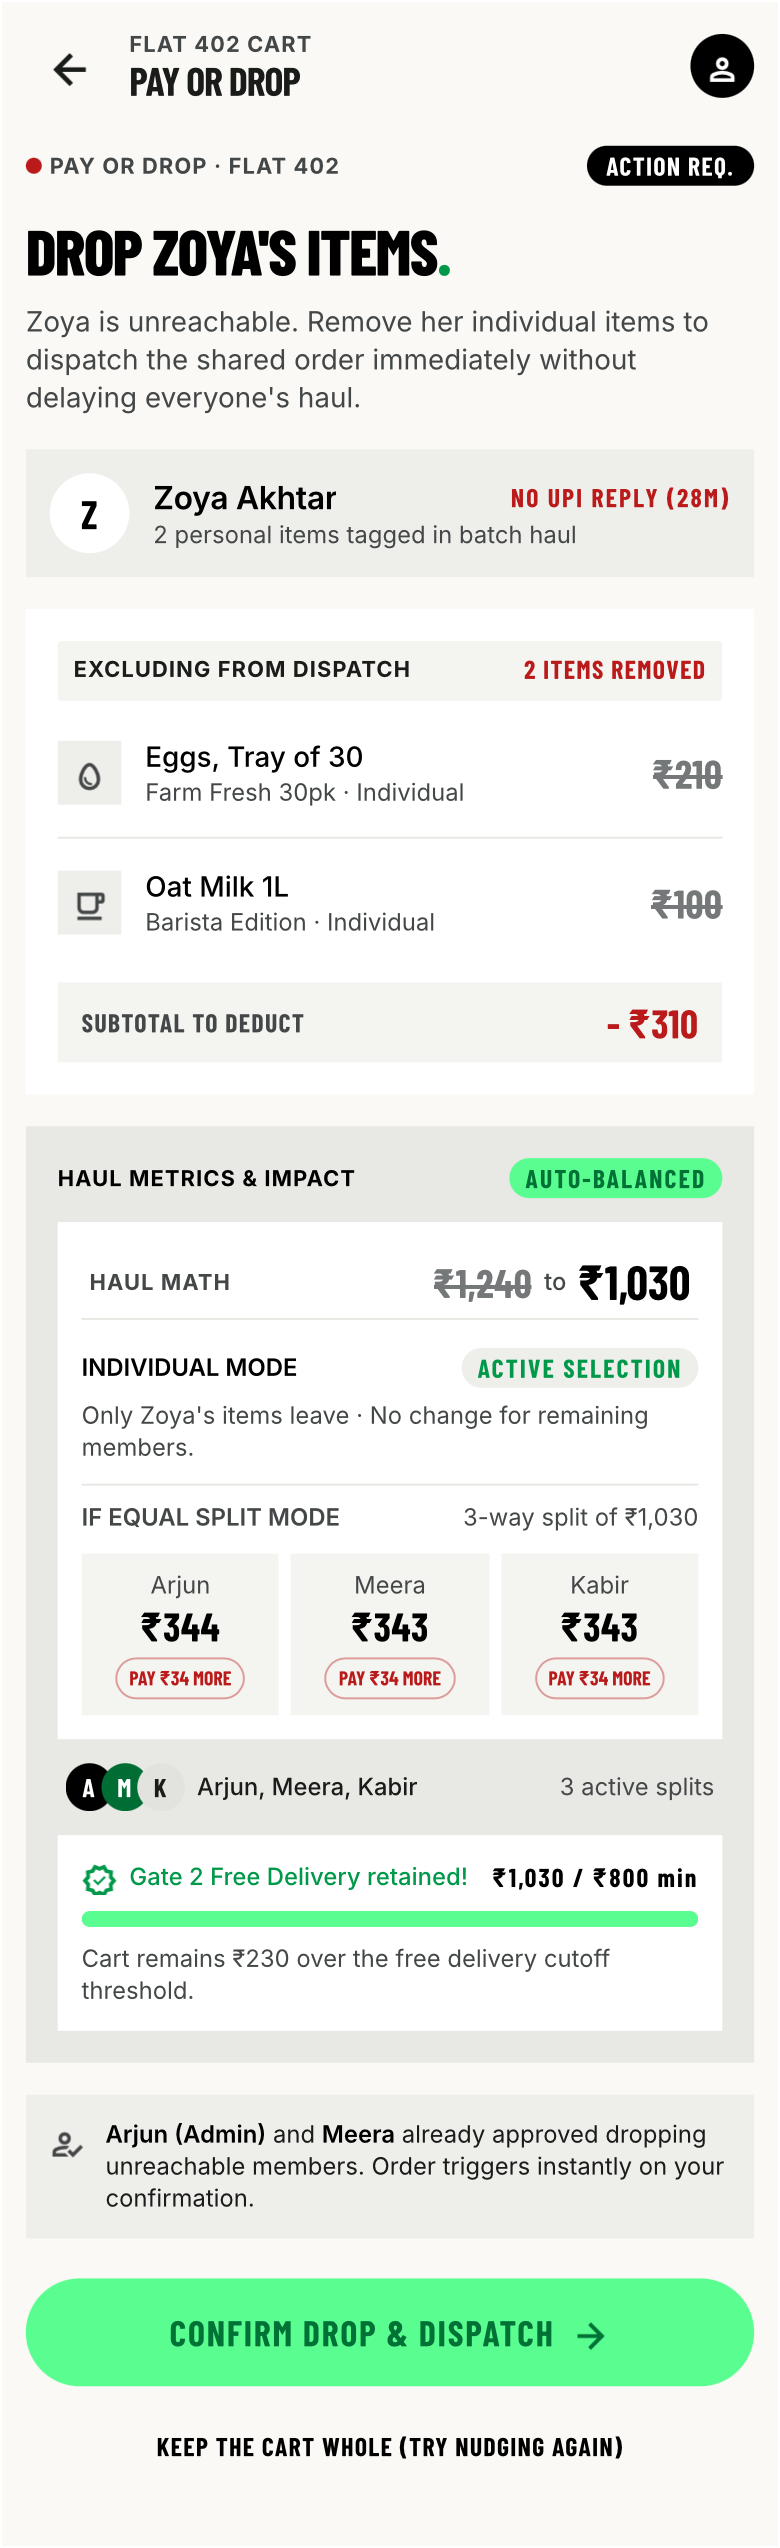 FLAT 402 CART
PAY OR DROP
PAY OR DROP · FLAT 402
ACTION REQ.
DROP ZOYA'S ITEMS.
Zoya is unreachable. Remove her individual items to
dispatch the shared order immediately without
delaying everyone's haul.
Z
Zoya Akhtar
NO UPI REPLY (28M)
2 personal items tagged in batch haul
EXCLUDING FROM DISPATCH
2 ITEMS REMOVED
Eggs, Tray of 30
Farm Fresh 30pk · Individual
₹210
Oat Milk 1L
Barista Edition · Individual
₹100
SUBTOTAL TO DEDUCT
- ₹310
HAUL METRICS & IMPACT
AUTO-BALANCED
HAUL MATH
₹1,240 to ₹1,030
INDIVIDUAL MODE
ACTIVE SELECTION
Only Zoya's items leave · No change for remaining
members.
IF EQUAL SPLIT MODE
3-way split of ₹1,030
Arjun
₹344
PAY ₹34 MORE
Meera
₹343
PAY ₹34 MORE
Kabir
₹343
PAY ₹34 MORE
A M K
Arjun, Meera, Kabir
3 active splits
Gate 2 Free Delivery retained!
₹1,030 / ₹800 min
Cart remains ₹230 over the free delivery cutoff
threshold.
Arjun (Admin) and Meera already approved dropping
unreachable members. Order triggers instantly on your
confirmation.
CONFIRM DROP & DISPATCH
KEEP THE CART WHOLE (TRY NUDGING AGAIN)